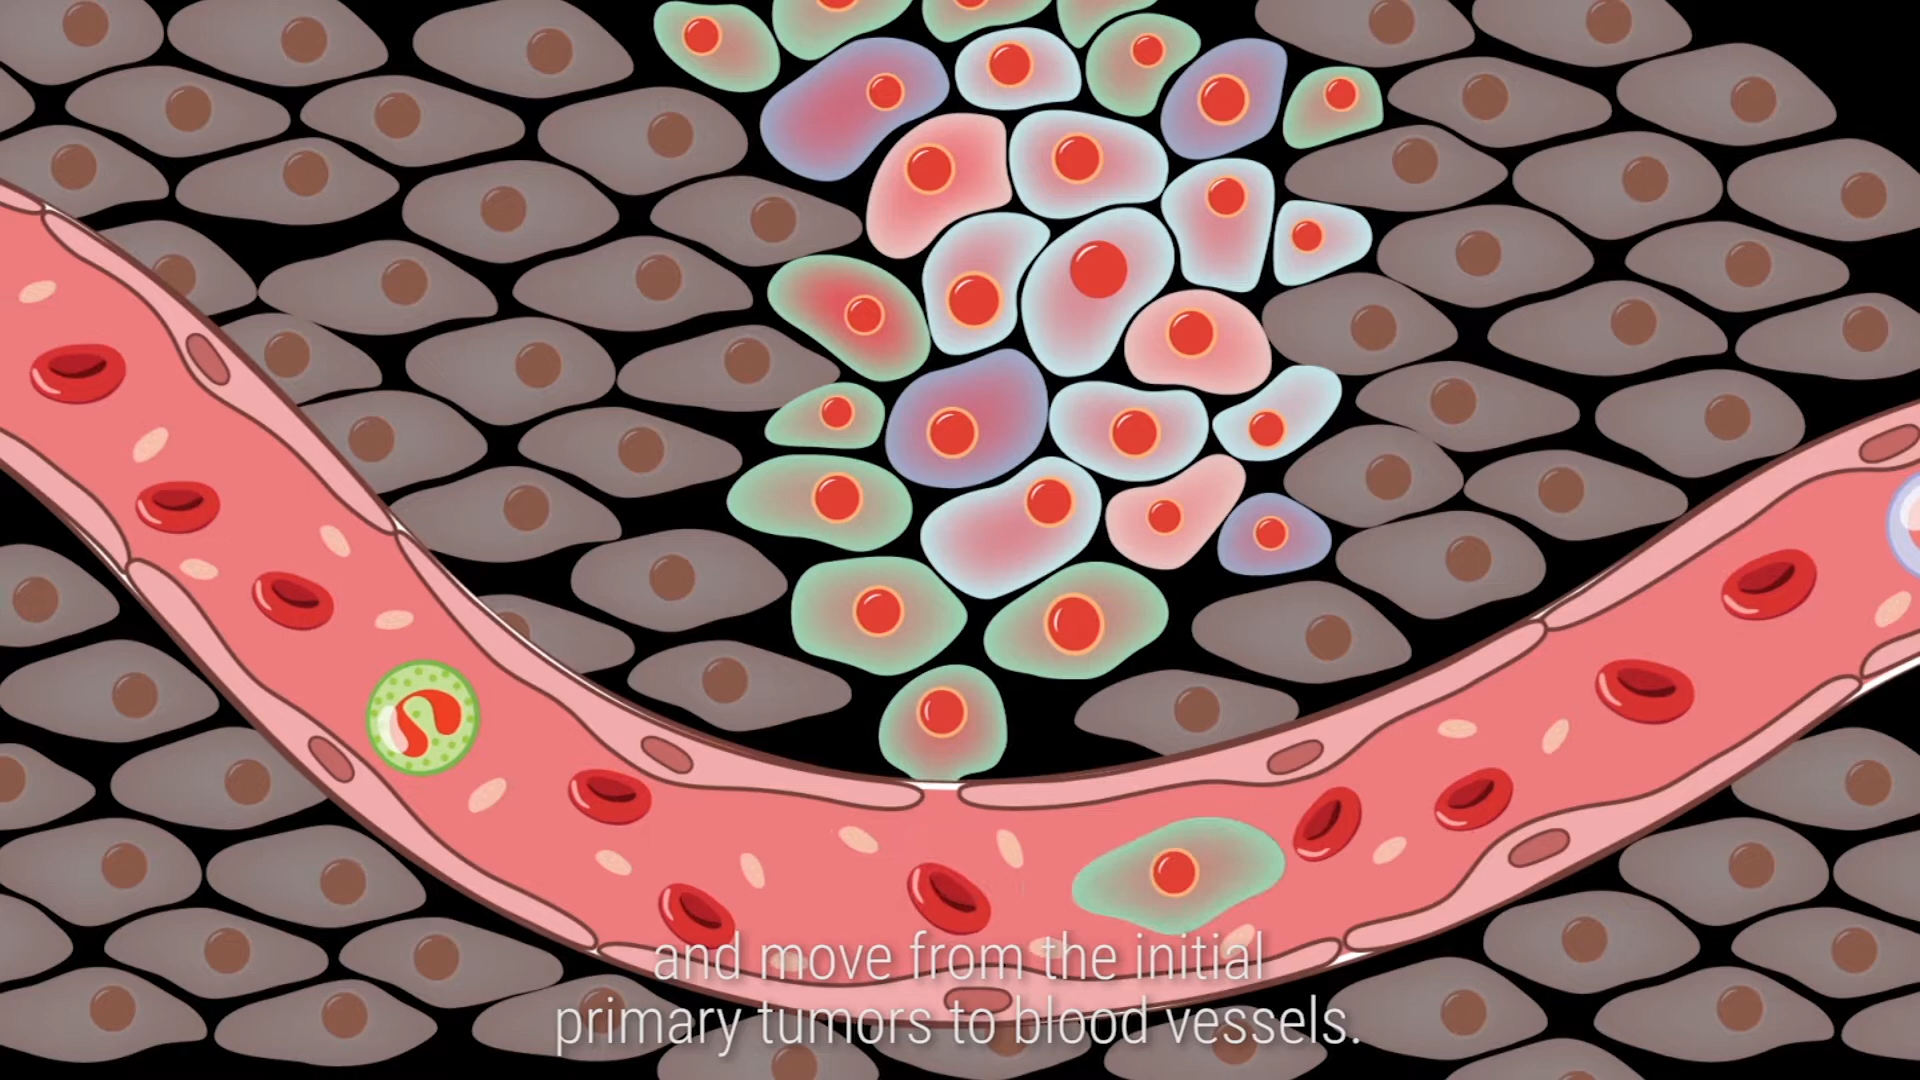 and move from the initial
primary tumors to blood vessels.